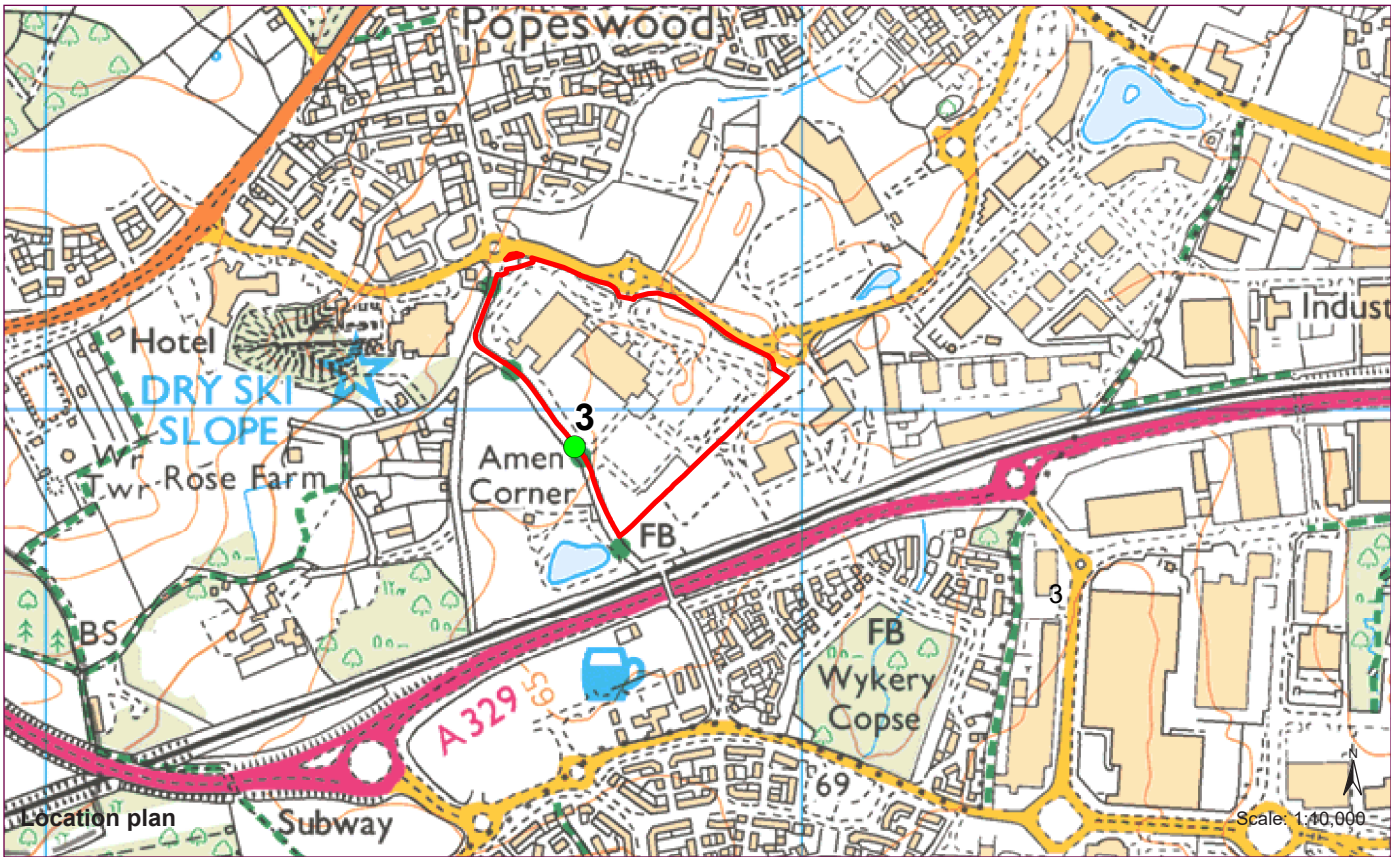 Popeswood
Indust
Hotel
DRY SKI
SLOPE
3
Wr
Twr
Rose Farm
Amen
Corner
FB
3
BS
FB
Wykery
Copse
65
A 329
69
N
Location plan
Subway
Scale: 1:10,000